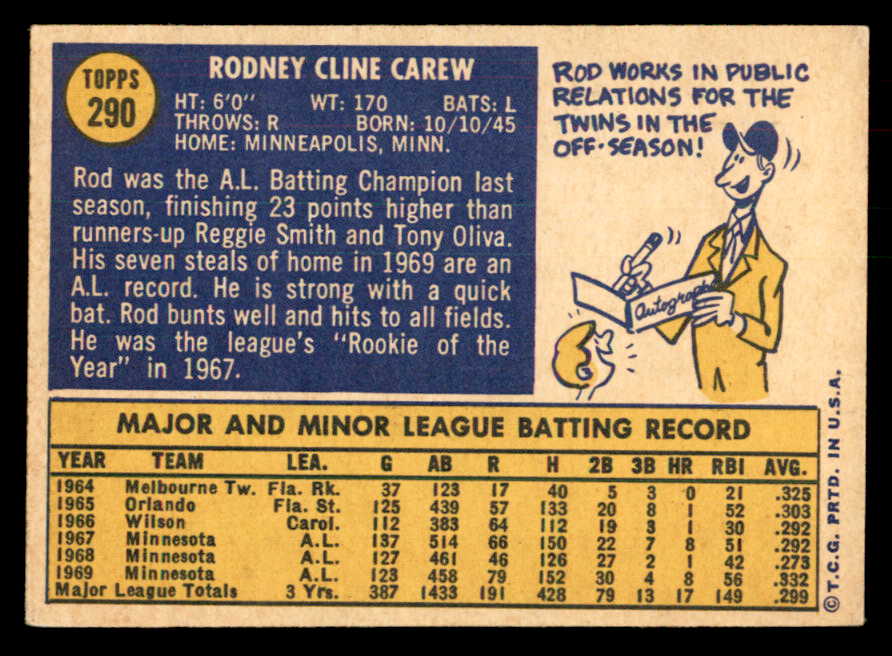 TOPPS
290
RODNEY CLINE CAREW
HT: 6'0" WT: 170 BATS: L
THROWS: R BORN: 10/10/45
HOME: MINNEAPOLIS, MINN.
Rod was the A.L. Batting Champion last
season, finishing 23 points higher than
runners-up Reggie Smith and Tony Oliva.
His seven steals of home in 1969 are an
A.L. record. He is strong with a quick
bat. Rod bunts well and hits to all fields.
He was the league's "Rookie of the
Year" in 1967.
ROD WORKS IN PUBLIC
RELATIONS FOR THE
TWINS IN THE
OFF-SEASON!
Autographs
MAJOR AND MINOR LEAGUE BATTING RECORD
YEAR TEAM LEA. G AB R H 2B 3B HR RBI AVG.
1964 Melbourne Tw. Fla. Rk. 37 123 17 40 5 3 0 21 .325
1965 Orlando Fla. St. 125 439 57 133 20 8 1 52 .303
1966 Wilson Carol. 112 383 64 112 19 3 1 30 .292
1967 Minnesota A.L. 137 514 66 150 22 7 8 51 .292
1968 Minnesota A.L. 127 461 46 126 27 2 1 42 .273
1969 Minnesota A.L. 123 458 79 152 30 4 8 56 .332
Major League Totals 3 Yrs. 387 1433 191 428 79 13 17 149 .299
© T.C.G. PRTD. IN U.S.A.